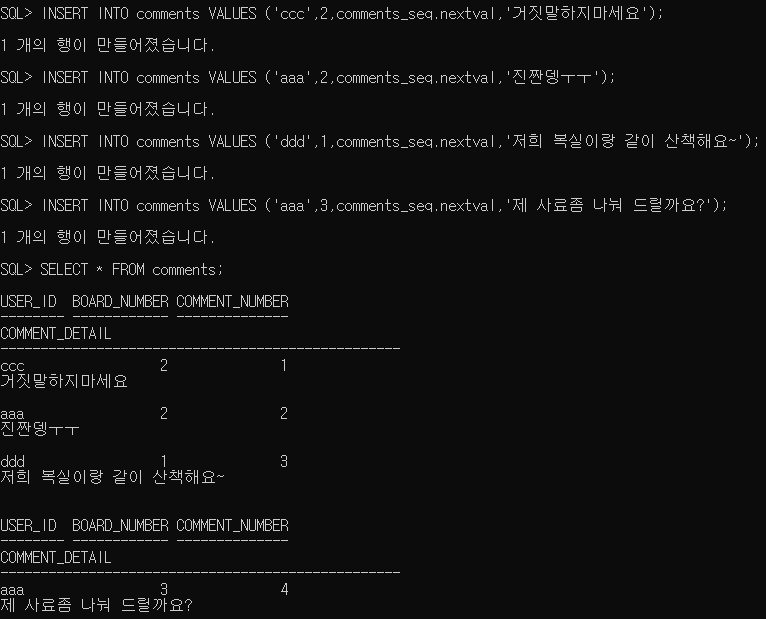 SQL> INSERT INTO comments VALUES ('ccc',2,comments_seq.nextval,'거짓말하지마세요');
1 개의 행이 만들어졌습니다.
SQL> INSERT INTO comments VALUES ('aaa',2,comments_seq.nextval,'진짠뎅ㅜㅜ');
1 개의 행이 만들어졌습니다.
SQL> INSERT INTO comments VALUES ('ddd',1,comments_seq.nextval,'저희 복실이랑 같이 산책해요~');
1 개의 행이 만들어졌습니다.
SQL> INSERT INTO comments VALUES ('aaa',3,comments_seq.nextval,'제 사료좀 나눠 드릴까요?');
1 개의 행이 만들어졌습니다.
SQL> SELECT * FROM comments;
USER_ID  BOARD_NUMBER COMMENT_NUMBER
-------- ------------ --------------
COMMENT_DETAIL
--------------------------------------------------
ccc                 2              1
거짓말하지마세요
aaa                 2              2
진짠뎅ㅜㅜ
ddd                 1              3
저희 복실이랑 같이 산책해요~
USER_ID  BOARD_NUMBER COMMENT_NUMBER
-------- ------------ --------------
COMMENT_DETAIL
--------------------------------------------------
aaa                 3              4
제 사료좀 나눠 드릴까요?